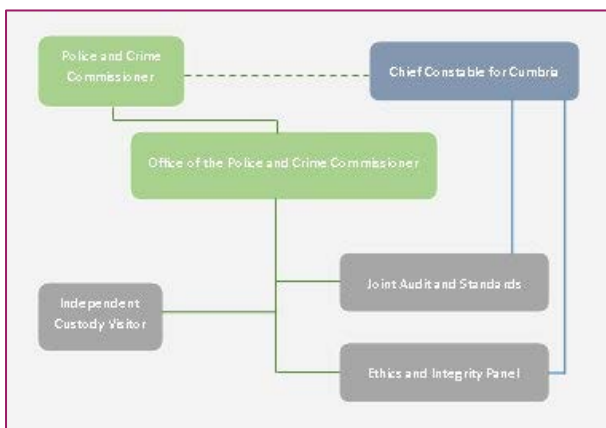 Police and Crime
Commissioner
Chief Constable for Cumbria
Office of the Police and Crime Commissioner
Joint Audit and Standards
Independent
Custody Visitor
Ethics and Integrity Panel